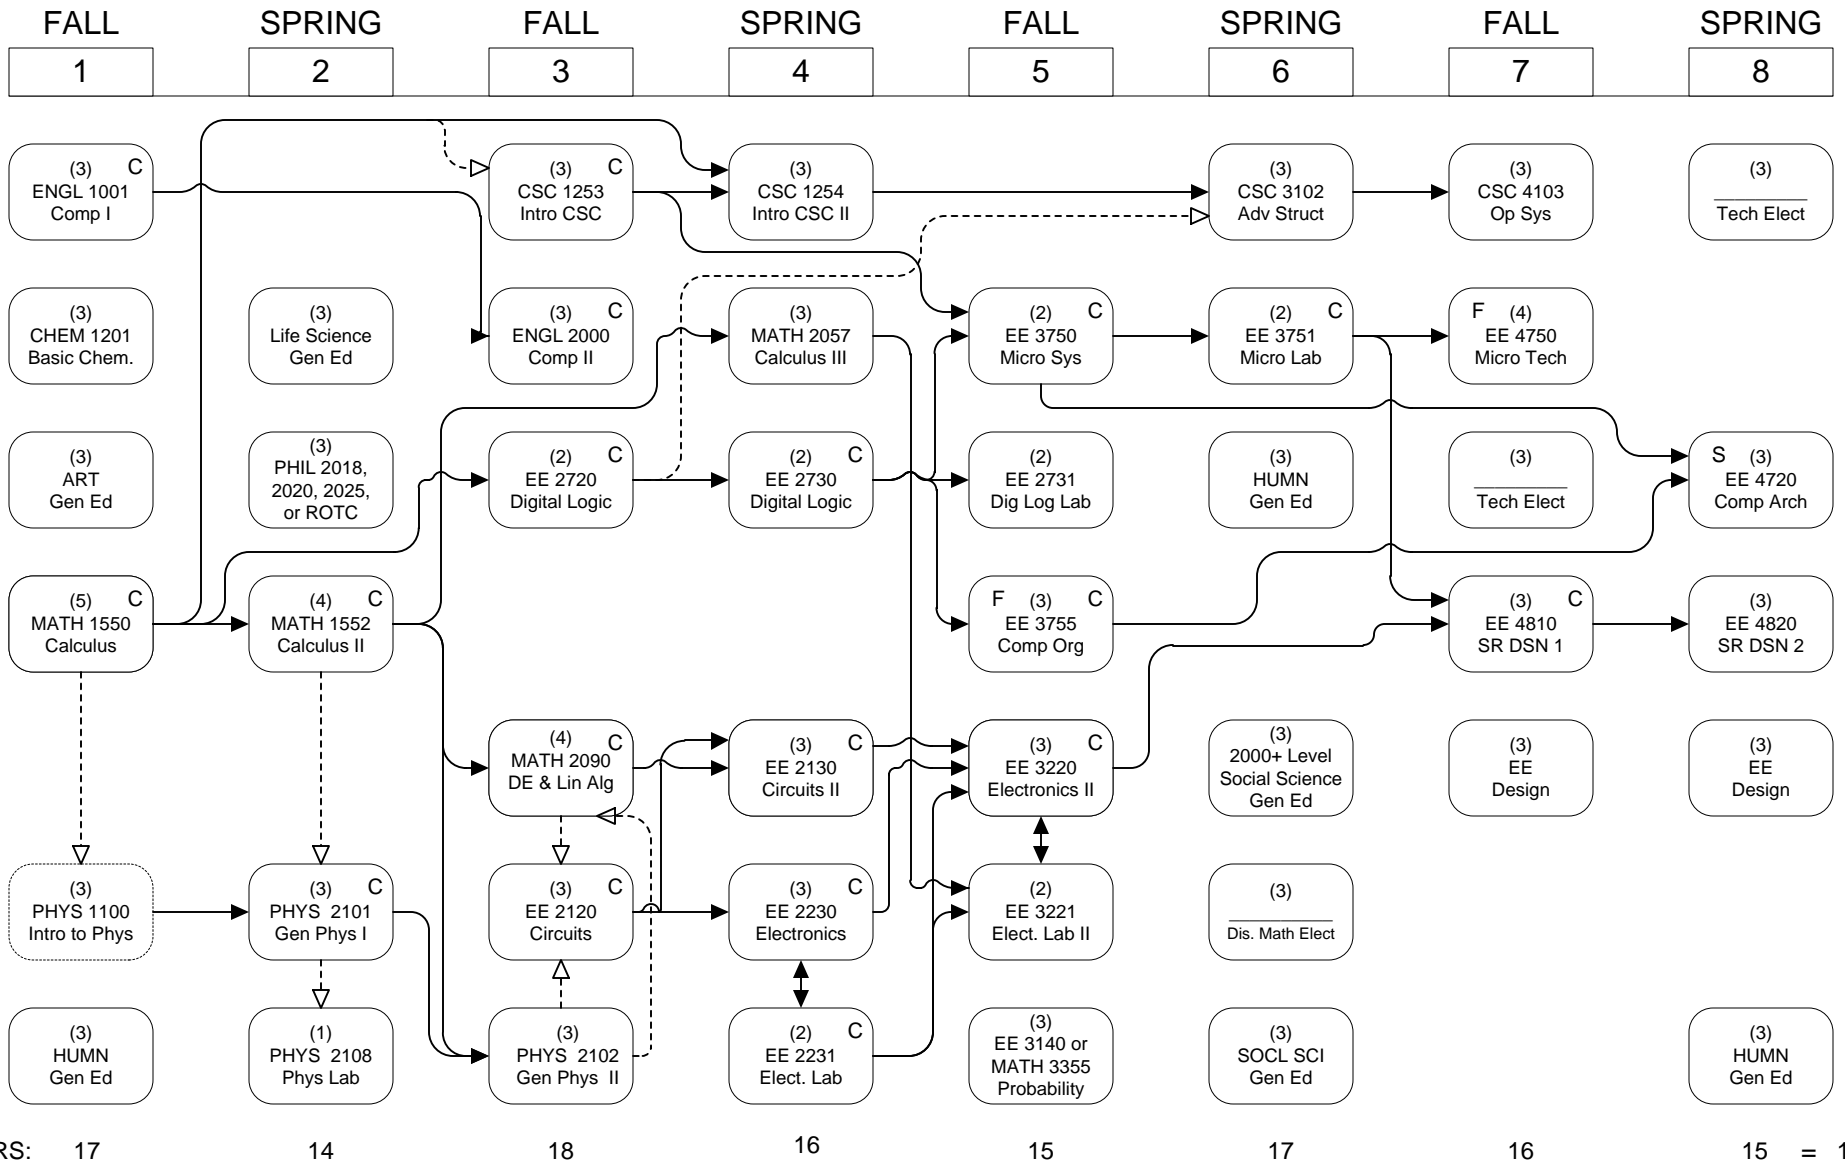 FALL SPRING FALL SPRING FALL SPRING FALL SPRING
1 2 3 4 5 6 7 8
(3) C
ENGL 1001
Comp I
(3) C
CSC 1253
Intro CSC
(3)
CSC 1254
Intro CSC II
(3)
CSC 3102
Adv Struct
(3)
CSC 4103
Op Sys
(3)
Tech Elect
(3)
CHEM 1201
Basic Chem.
(3)
Life Science
Gen Ed
(3) C
ENGL 2000
Comp II
(3)
MATH 2057
Calculus III
(2) C
EE 3750
Micro Sys
(2) C
EE 3751
Micro Lab
F (4)
EE 4750
Micro Tech
(3)
ART
Gen Ed
(3)
PHIL 2018,
2020, 2025,
or ROTC
(2) C
EE 2720
Digital Logic
(2) C
EE 2730
Digital Logic
(2)
EE 2731
Dig Log Lab
(3)
HUMN
Gen Ed
(3)
Tech Elect
S (3)
EE 4720
Comp Arch
(5) C
MATH 1550
Calculus
(4) C
MATH 1552
Calculus II
F (3) C
EE 3755
Comp Org
(3) C
EE 4810
SR DSN 1
(3)
EE 4820
SR DSN 2
(4) C
MATH 2090
DE & Lin Alg
(3) C
EE 2130
Circuits II
(3) C
EE 3220
Electronics II
(3)
2000+ Level
Social Science
Gen Ed
(3)
EE
Design
(3)
EE
Design
(3)
PHYS 1100
Intro to Phys
(3) C
PHYS 2101
Gen Phys I
(3) C
EE 2120
Circuits
(3) C
EE 2230
Electronics
(2)
EE 3221
Elect. Lab II
(3)
Dis. Math Elect
(3)
HUMN
Gen Ed
(1)
PHYS 2108
Phys Lab
(3)
PHYS 2102
Gen Phys II
(2) C
EE 2231
Elect. Lab
(3)
EE 3140 or
MATH 3355
Probability
(3)
SOCL SCI
Gen Ed
(3)
HUMN
Gen Ed
RS: 17 14 18 16 15 17 16 15 = 1